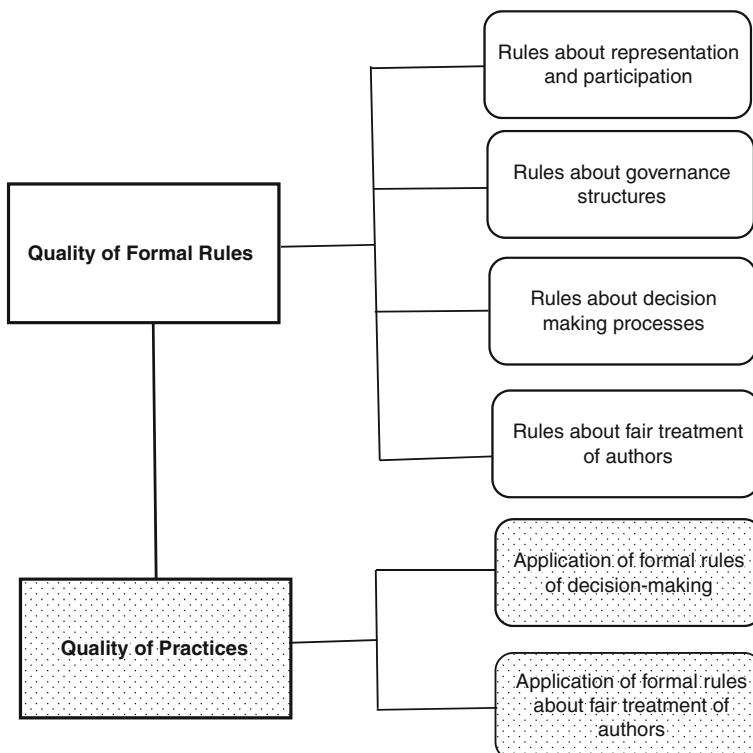 Rules about representation
and participation
Rules about governance
structures
Quality of Formal Rules
Rules about decision
making processes
Rules about fair treatment
of authors
Application of formal rules
of decision-making
Quality of Practices
Application of formal rules
about fair treatment of
authors